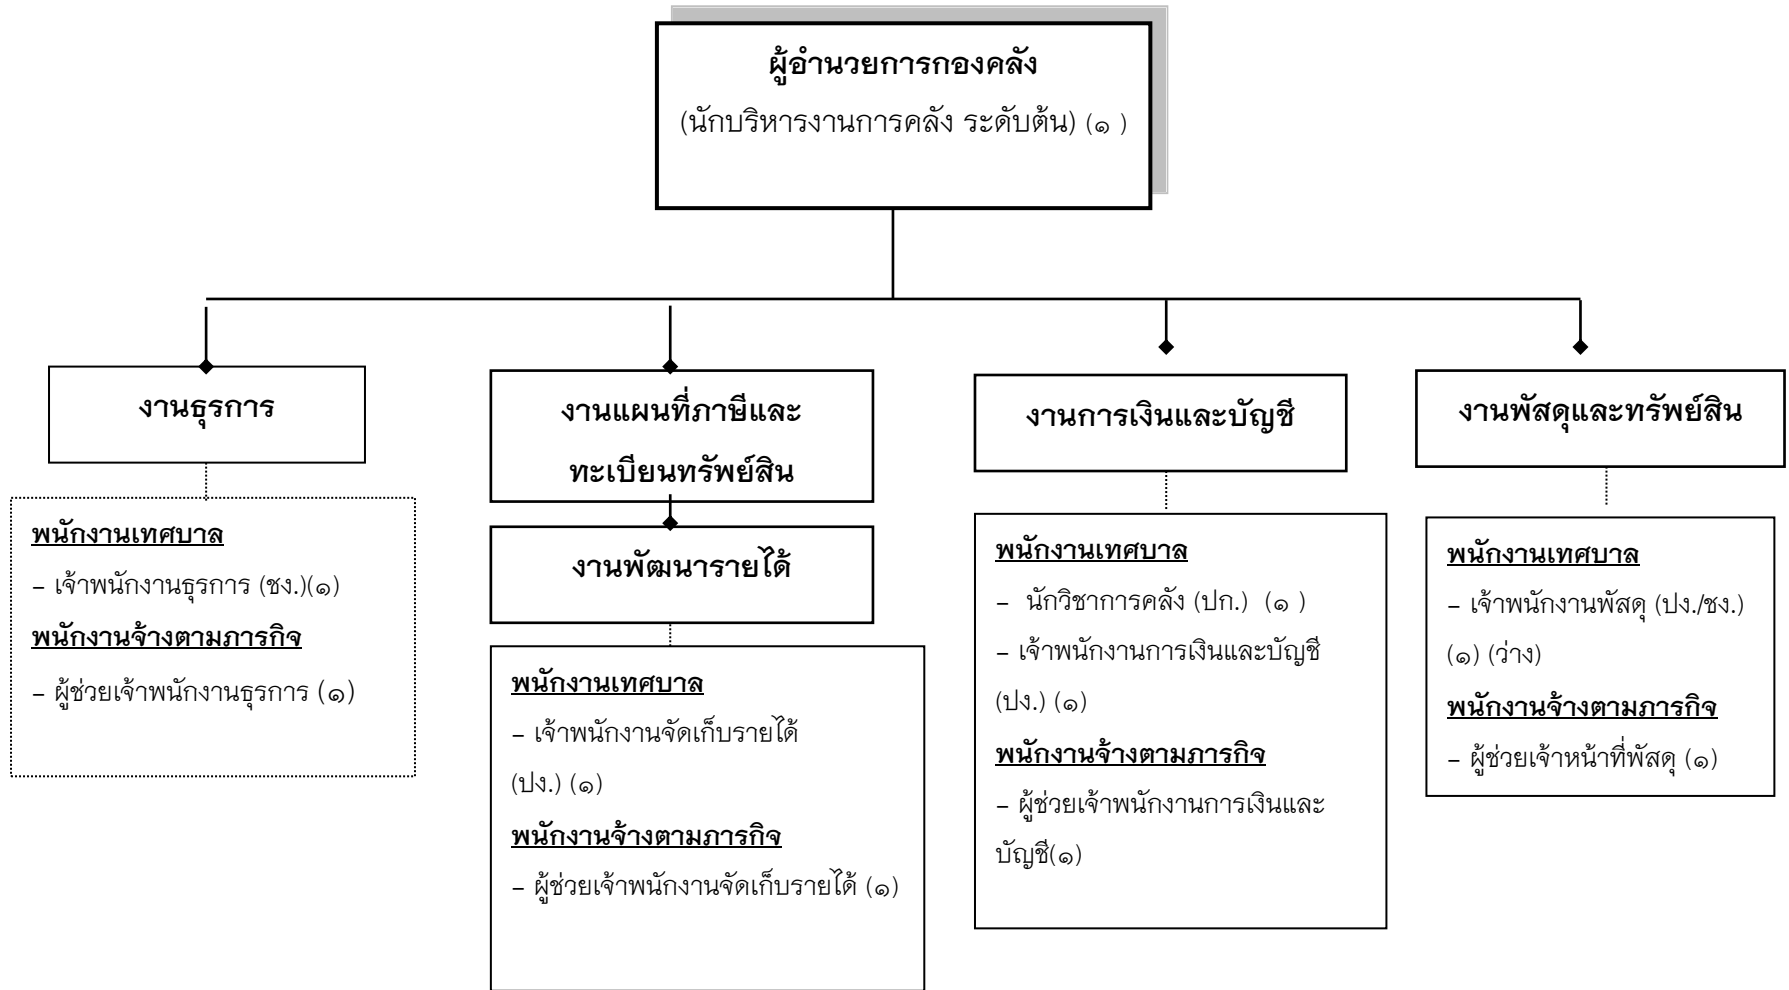 ผู้อำนวยการกองคลัง
(นักบริหารงานการคลัง ระดับต้น) (๑ )
งานธุรการ
พนักงานเทศบาล
- เจ้าพนักงานธุรการ (ชง.)(๑)
พนักงานจ้างตามภารกิจ
- ผู้ช่วยเจ้าพนักงานธุรการ (๑)
งานแผนที่ภาษีและ
ทะเบียนทรัพย์สิน
งานพัฒนารายได้
พนักงานเทศบาล
- เจ้าพนักงานจัดเก็บรายได้
(ปง.) (๑)
พนักงานจ้างตามภารกิจ
- ผู้ช่วยเจ้าพนักงานจัดเก็บรายได้ (๑)
งานการเงินและบัญชี
พนักงานเทศบาล
- นักวิชาการคลัง (ปก.) (๑ )
- เจ้าพนักงานการเงินและบัญชี
(ปง.) (๑)
พนักงานจ้างตามภารกิจ
- ผู้ช่วยเจ้าพนักงานการเงินและ
บัญชี(๑)
งานพัสดุและทรัพย์สิน
พนักงานเทศบาล
- เจ้าพนักงานพัสดุ (ปง./ชง.)
(๑) (ว่าง)
พนักงานจ้างตามภารกิจ
- ผู้ช่วยเจ้าหน้าที่พัสดุ (๑)